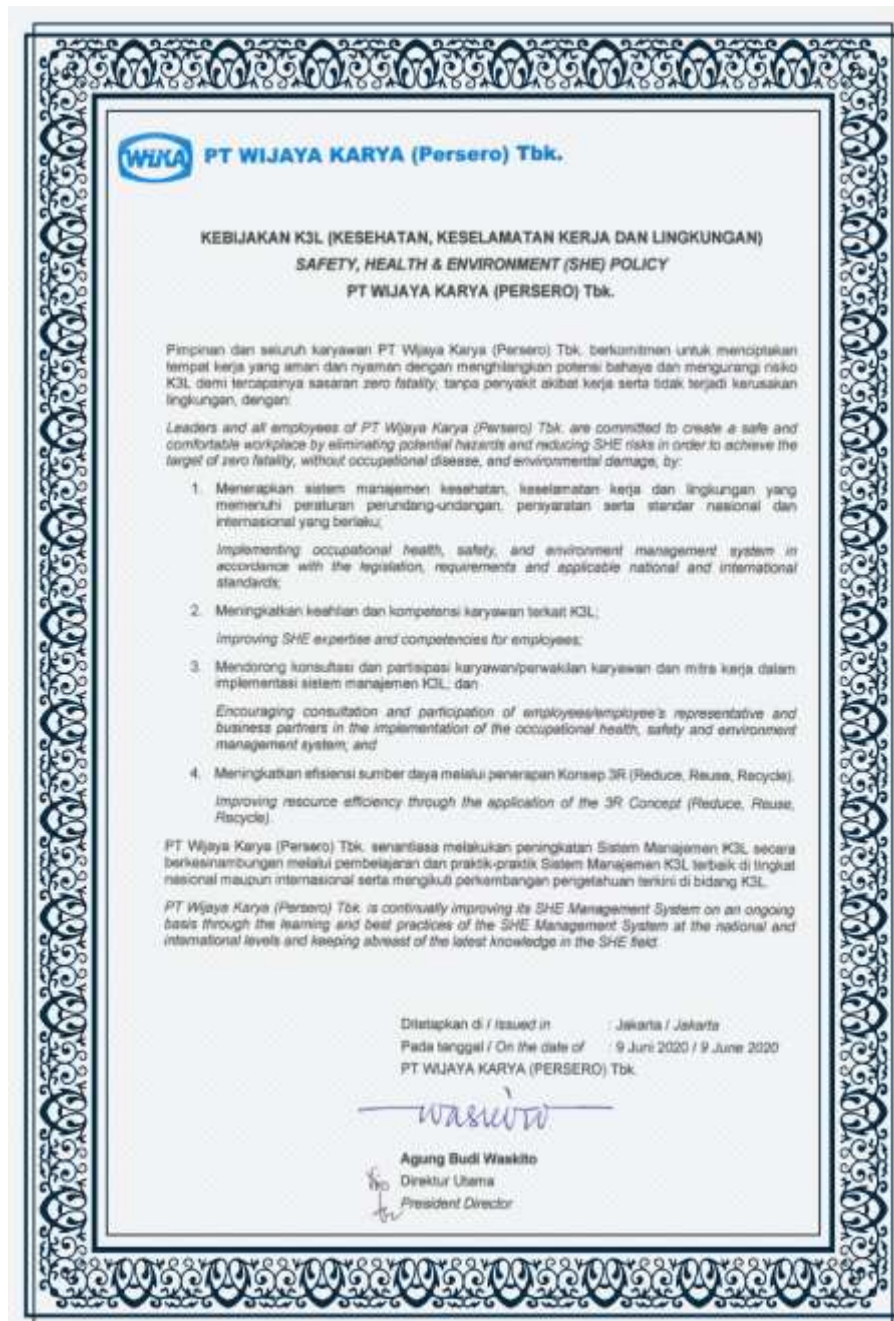 WIKA PT WIJAYA KARYA (Persero) Tbk.
KEBIJAKAN K3L (KESEHATAN, KESELAMATAN KERJA DAN LINGKUNGAN)
SAFETY, HEALTH & ENVIRONMENT (SHE) POLICY
PT WIJAYA KARYA (PERSERO) Tbk.
Pimpinan dan seluruh karyawan PT Wijaya Karya (Persero) Tbk. berkomitmen untuk menciptakan
tempat kerja yang aman dan nyaman dengan menghilangkan potensi bahaya dan mengurangi risiko
K3L demi tercapainya sasaran zero fatality, tanpa penyakit akibat kerja serta tidak terjadi kerusakan
lingkungan, dengan:
Leaders and all employees of PT Wijaya Karya (Persero) Tbk. are committed to create a safe and
comfortable workplace by eliminating potential hazards and reducing SHE risks in order to achieve the
target of zero fatality, without occupational disease, and environmental damage, by:
1. Menerapkan sistem manajemen kesehatan, keselamatan kerja dan lingkungan yang
memenuhi peraturan perundang-undangan, persyaratan serta standar nasional dan
internasional yang berlaku;
Implementing occupational health, safety, and environment management system in
accordance with the legislation, requirements and applicable national and international
standards;
2. Meningkatkan keahlian dan kompetensi karyawan terkait K3L;
Improving SHE expertise and competencies for employees;
3. Mendorong konsultasi dan partisipasi karyawan/perwakilan karyawan dan mitra kerja dalam
implementasi sistem manajemen K3L; dan
Encouraging consultation and participation of employees/employee's representative and
business partners in the implementation of the occupational health, safety and environment
management system; and
4. Meningkatkan efisiensi sumber daya melalui penerapan Konsep 3R (Reduce, Reuse, Recycle).
Improving resource efficiency through the application of the 3R Concept (Reduce, Reuse,
Recycle).
PT Wijaya Karya (Persero) Tbk. senantiasa melakukan peningkatan Sistem Manajemen K3L secara
berkesinambungan melalui pembelajaran dan praktik-praktik Sistem Manajemen K3L terbaik di tingkat
nasional maupun internasional serta mengikuti perkembangan pengetahuan terkini di bidang K3L.
PT Wijaya Karya (Persero) Tbk. is continually improving its SHE Management System on an ongoing
basis through the learning and best practices of the SHE Management System at the national and
international levels and keeping abreast of the latest knowledge in the SHE field.
Ditetapkan di / Issued in : Jakarta / Jakarta
Pada tanggal / On the date of : 9 Juni 2020 / 9 June 2020
PT WIJAYA KARYA (PERSERO) Tbk.
Agung Budi Waskito
Direktur Utama
President Director